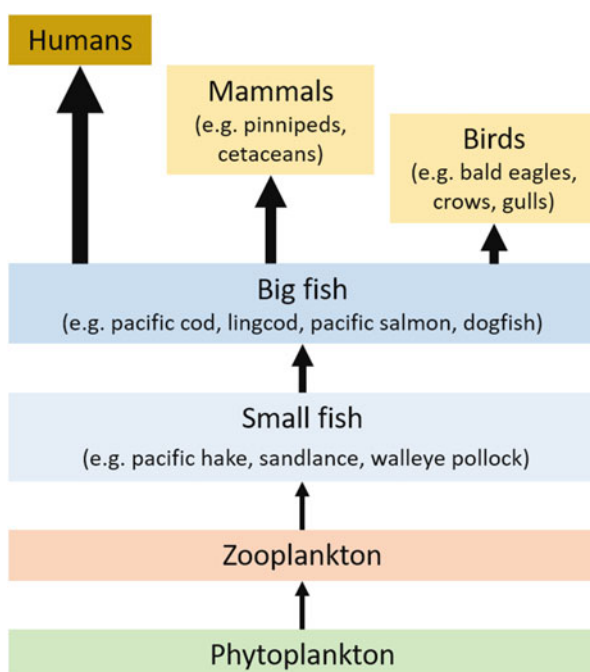 Humans
Mammals
(e.g. pinnipeds,
cetaceans)
Birds
(e.g. bald eagles,
crows, gulls)
Big fish
(e.g. pacific cod, lingcod, pacific salmon, dogfish)
Small fish
(e.g. pacific hake, sandlance, walleye pollock)
Zooplankton
Phytoplankton